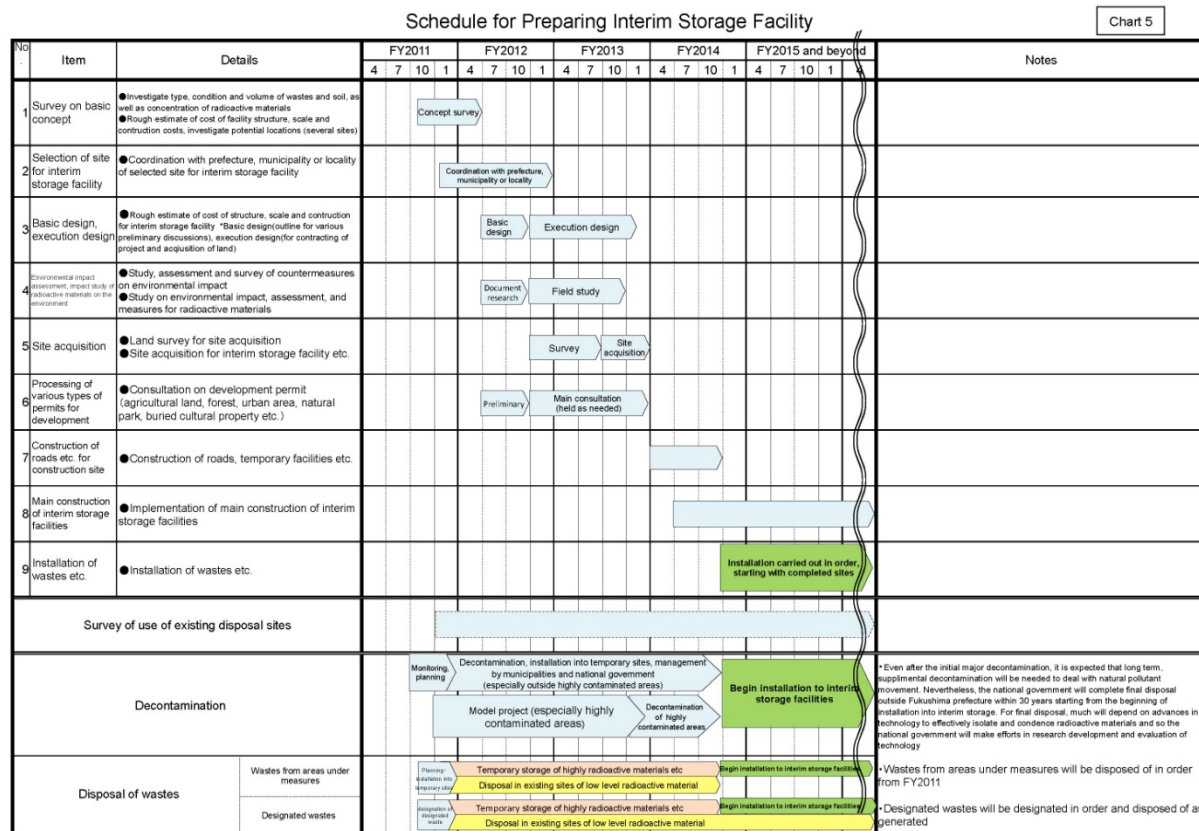 Schedule for Preparing Interim Storage Facility
Chart 5
No.
Item
Details
FY2011
FY2012
FY2013
FY2014
FY2015 and beyond
Notes
4 7 10 1 4 7 10 1 4 7 10 1 4 7 10 1 4 7 10 1 4
1
Survey on basic
concept
●Investigate type, condition and volume of wastes and soil, as
well as concentration of radioactive materials
●Rough estimate of cost of facility structure, scale and
contruction costs, investigate potential locations (several sites)
Concept survey
2
Selection of site
for interim
storage facility
●Coordination with prefecture, municipality or locality
of selected site for interim storage facility
Coordination with prefecture,
municipality or locality
3
Basic design,
execution design
●Rough estimate of cost of structure, scale and contruction
for interim storage facility *Basic design(outline for various
preliminary discussions), execution design(for contracting of
project and acqiusition of land)
Basic
design
Execution design
4
Environmental impact
assessment, impact study of
radioactive materials on the
environment
●Study, assessment and survey of countermeasures
on environmental impact
●Study on environmental impact, assessment, and
measures for radioactive materials
Document
research
Field study
5
Site acquisition
●Land survey for site acquisition
●Site acquisition for interim storage facility etc.
Survey
Site
acquisition
6
Processing of
various types of
permits for
development
●Consultation on development permit
(agricultural land, forest, urban area, natural
park, buried cultural property etc.)
Preliminary
Main consultation
(held as needed)
7
Construction of
roads etc. for
construction site
●Construction of roads, temporary facilities etc.
8
Main construction
of interim storage
facilities
●Implementation of main construction of interim
storage facilities
9
Installation of
wastes etc.
●Installation of wastes etc.
Installation carried out in order,
starting with completed sites
Survey of use of existing disposal sites
Decontamination
Monitoring,
planning
Decontamination, installation into temporary sites, management
by municipalities and national government
(especially outside highly contaminated areas)
Model project (especially highly
contaminated areas)
Decontamination
of highly
contaminated areas
Begin installation to interim
storage facilities
・Even after the initial major decontamination, it is expected that long term,
supplimental decontamination will be needed to deal with natural pollutant
movement. Nevertheless, the national government will complete final disposal
outside Fukushima prefecture within 30 years starting from the beginning of
installation into interim storage. For final disposal, much will depend on advances in
technology to effectively isolate and condence radioactive materials and so the
national government will make efforts in research development and evaluation of
technology
Disposal of wastes
Wastes from areas under
measures
Planning・
installation into
temporary sites
Temporary storage of highly radioactive materials etc
Begin installation to interim storage facilities
Disposal in existing sites of low level radioactive material
・Wastes from areas under measures will be disposed of in order
from FY2011
Designated wastes
designation of
designated
waste
Temporary storage of highly radioactive materials etc
Begin installation to interim storage facilities
Disposal in existing sites of low level radioactive material
・Designated wastes will be designated in order and disposed of as
generated